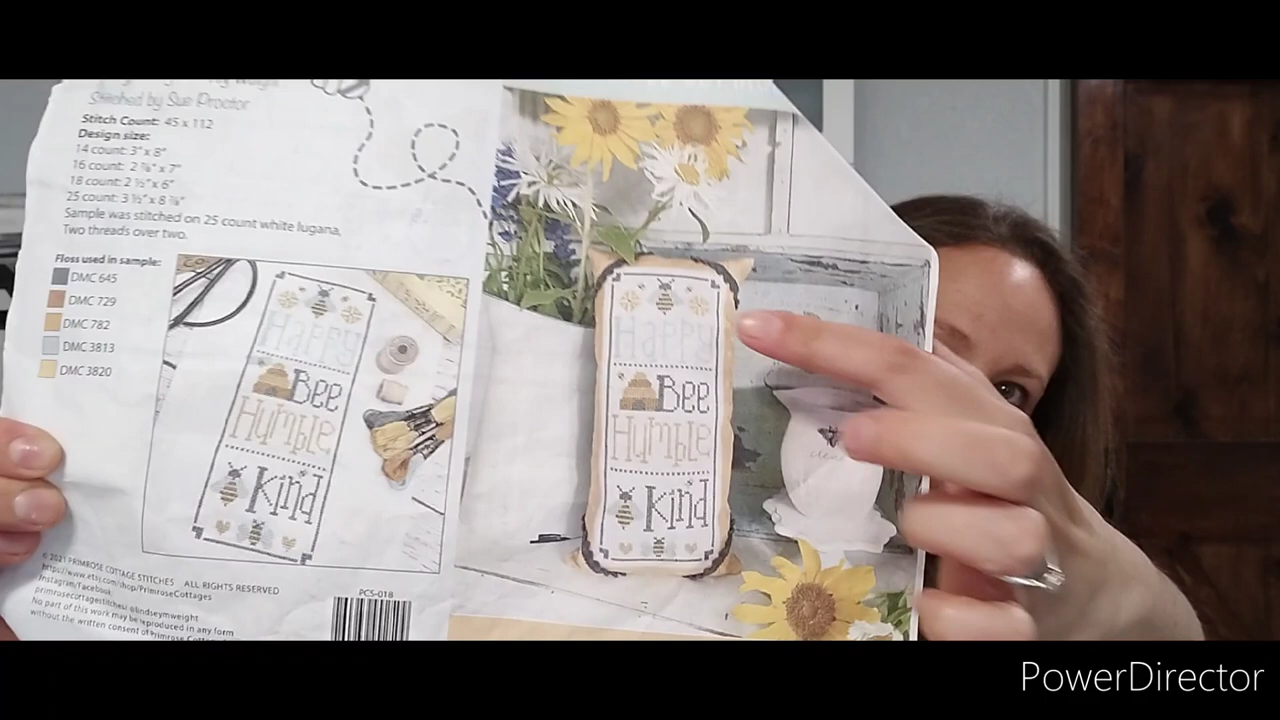 Stitched by Sue Proctor
Stitch Count: 45 x 112
Design size:
14 count: 3" x 8"
16 count: 2 ⅞" x 7"
18 count: 2 ½" x 6"
25 count: 3 ½" x 8 ⅞"
Sample was stitched on 25 count white lugana,
Two threads over two.
Floss used in sample:
DMC 645
DMC 729
DMC 782
DMC 3813
DMC 3820
Happy
Bee
Humble
Kind
© 2021 PRIMROSE COTTAGE STITCHES ALL RIGHTS RESERVED
https://www.etsy.com/shop/PrimroseCottages
Instagram/Facebook:
primrosecottagestitches/@lindseymweight
No part of this work may be reproduced in any form
without the written consent of Primrose
PCS-018
Happy
Bee
Humble
Kind
PowerDirector